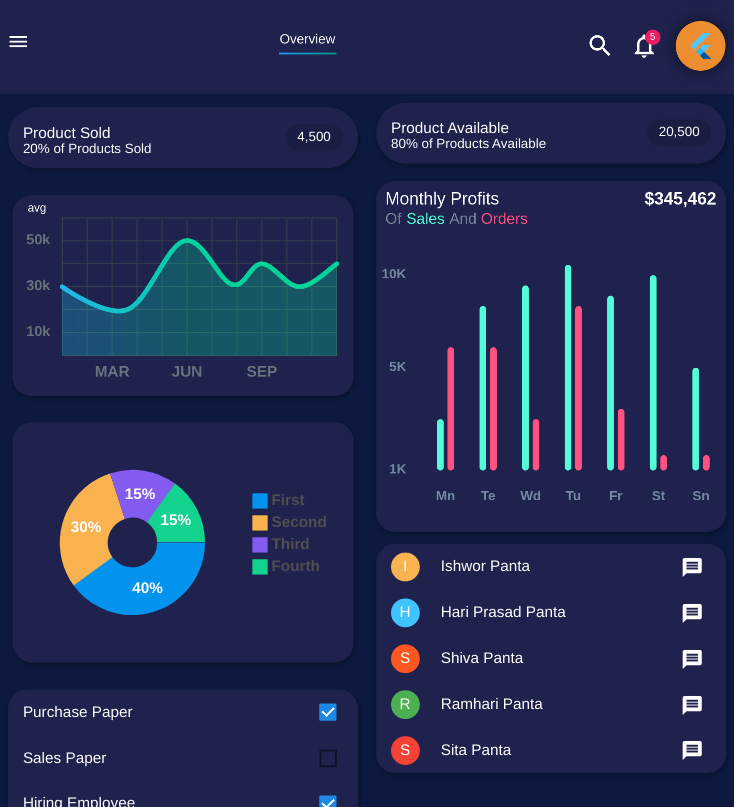 Overview
5
Product Sold
20% of Products Sold
4,500
Product Available
80% of Products Available
20,500
avg
50k
30k
10k
MAR JUN SEP
Monthly Profits
$345,462
Of Sales And Orders
10K
5K
1K
Mn Te Wd Tu Fr St Sn
15%
15%
30%
40%
First
Second
Third
Fourth
I Ishwor Panta
H Hari Prasad Panta
S Shiva Panta
R Ramhari Panta
S Sita Panta
Purchase Paper
Sales Paper
Hiring Employee